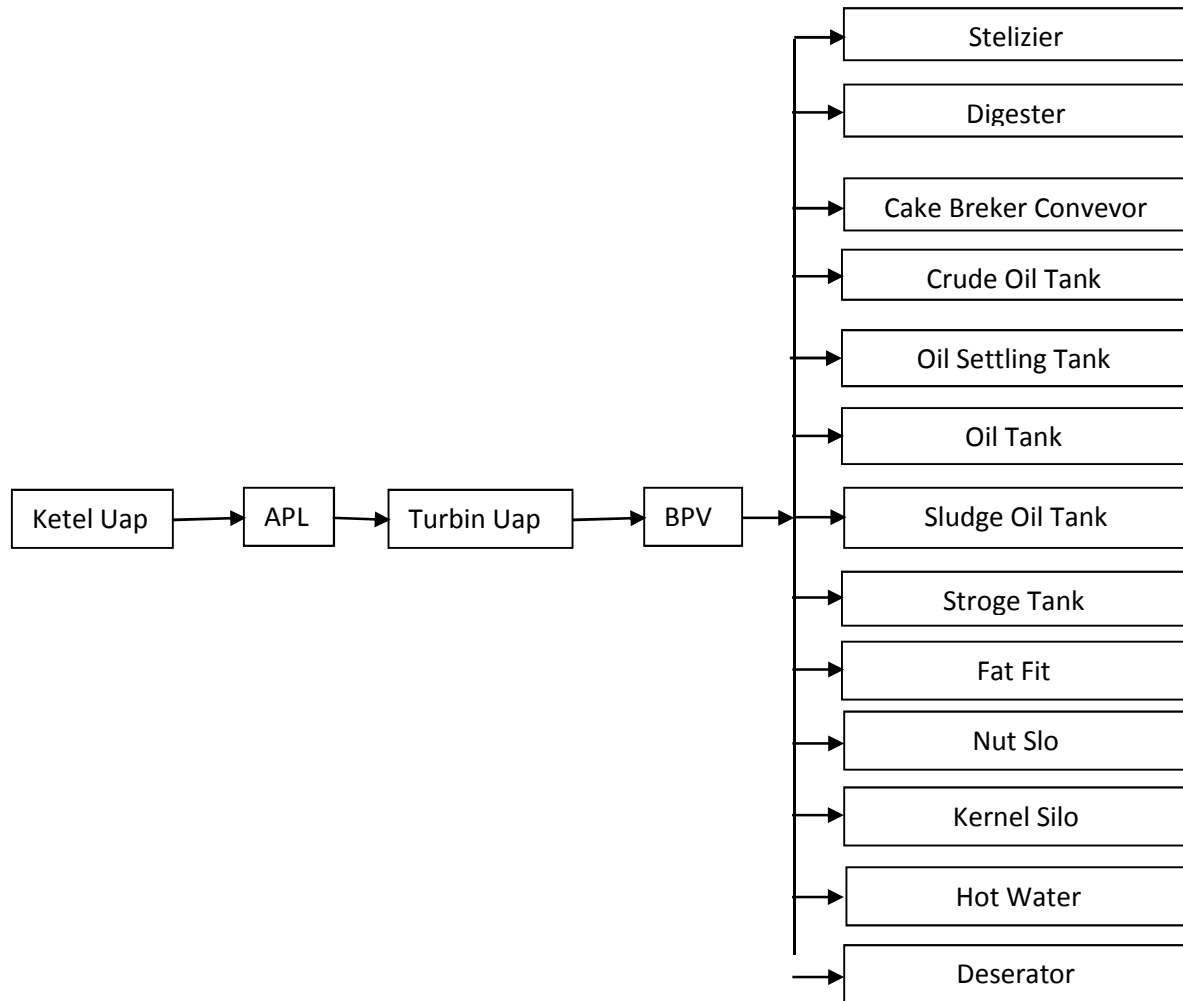 Stelizier
Digester
Cake Breker Convevor
Crude Oil Tank
Oil Settling Tank
Oil Tank
Ketel Uap
APL
Turbin Uap
BPV
Sludge Oil Tank
Stroge Tank
Fat Fit
Nut Slo
Kernel Silo
Hot Water
Deserator